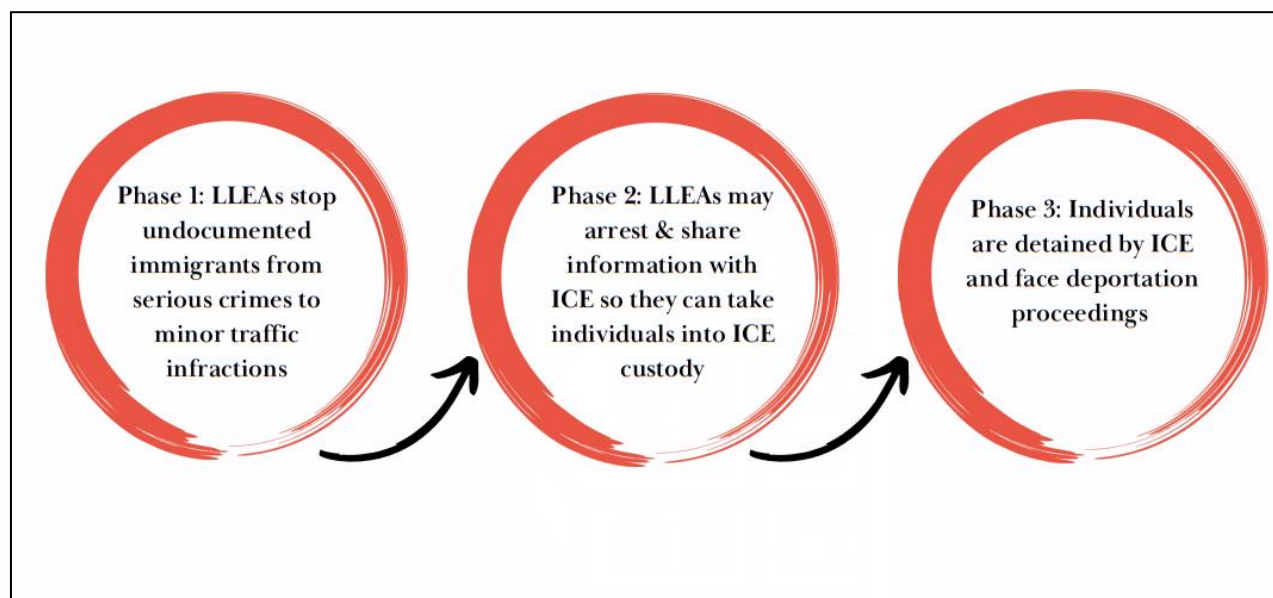 Phase 1: LLEAs stop
undocumented
immigrants from
serious crimes to
minor traffic
infractions
Phase 2: LLEAs may
arrest & share
information with
ICE so they can take
individuals into ICE
custody
Phase 3: Individuals
are detained by ICE
and face deportation
proceedings